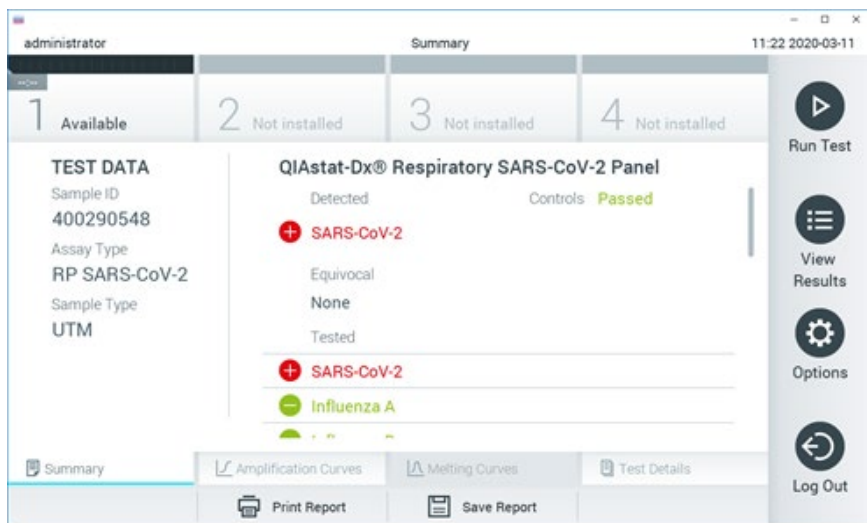 administrator
Summary
11:22 2020-03-11
1 Available
2 Not installed
3 Not installed
4 Not installed
Run Test
View
Results
Options
Log Out
TEST DATA
Sample ID
400290548
Assay Type
RP SARS-CoV-2
Sample Type
UTM
QIAstat-Dx® Respiratory SARS-CoV-2 Panel
Detected
Controls Passed
SARS-CoV-2
Equivocal
None
Tested
SARS-CoV-2
Influenza A
Summary
Amplification Curves
Melting Curves
Test Details
Print Report
Save Report